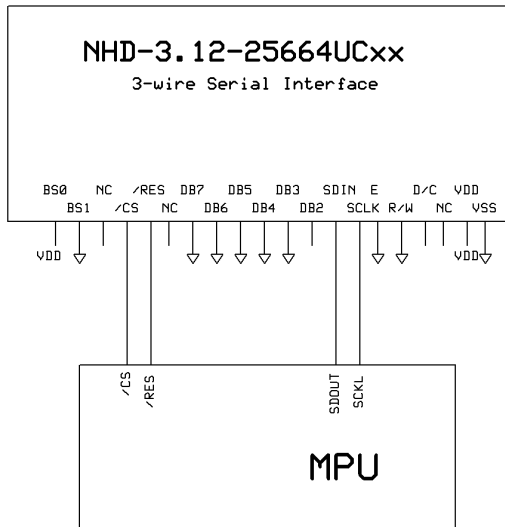 NHD-3.12-25664UCxx
3-wire Serial Interface
BS0 NC /RES DB7 DB5 DB3 SDIN E D/C VDD
BS1 /CS NC DB6 DB4 DB2 SCLK R/W NC VSS
VDD VDD
/CS /RES SDOUT SCKL
MPU